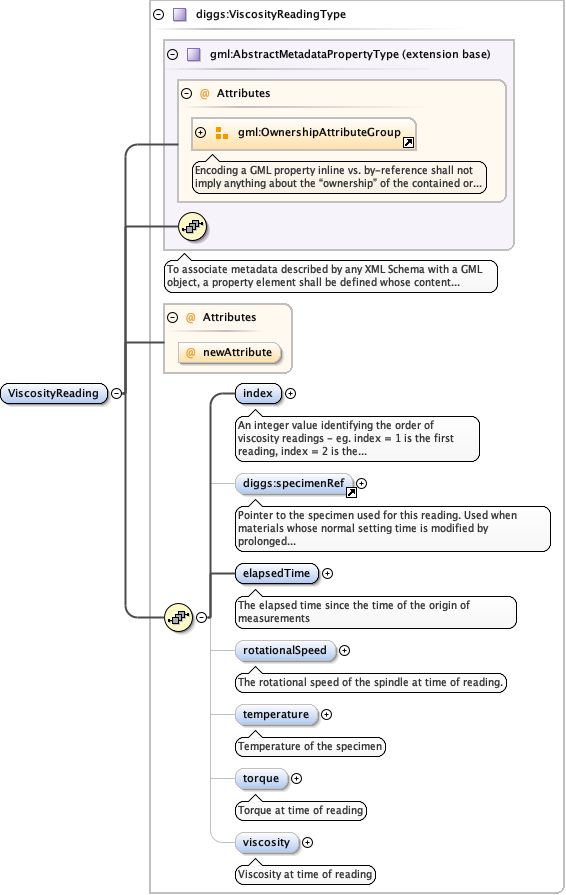 diggs:ViscosityReadingType
gml:AbstractMetadataPropertyType (extension base)
@ Attributes
gml:OwnershipAttributeGroup
Encoding a GML property inline vs. by-reference shall not
imply anything about the “ownership” of the contained or...
To associate metadata described by any XML Schema with a GML
object, a property element shall be defined whose content...
@ Attributes
@ newAttribute
ViscosityReading
index
An integer value identifying the order of
viscosity readings - eg. index = 1 is the first
reading, index = 2 is the...
diggs:specimenRef
Pointer to the specimen used for this reading. Used when
materials whose normal setting time is modified by
prolonged...
elapsedTime
The elapsed time since the time of the origin of
measurements
rotationalSpeed
The rotational speed of the spindle at time of reading.
temperature
Temperature of the specimen
torque
Torque at time of reading
viscosity
Viscosity at time of reading